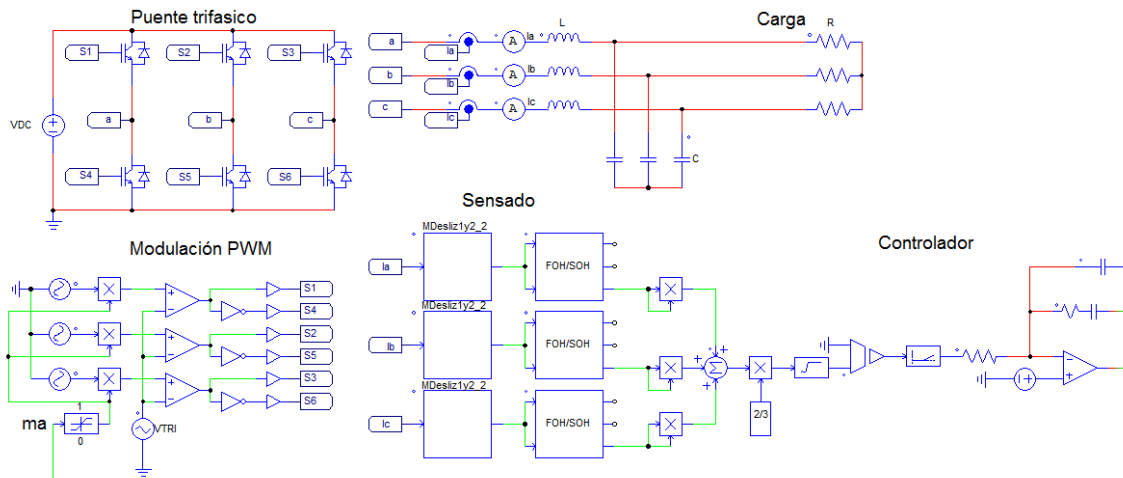 Puente trifasico
S1
S2
S3
VDC
a
b
c
S4
S5
S6
Carga
a
Ia
A
Ia
L
R
b
Ib
A
Ib
c
Ic
A
Ic
C
Modulación PWM
S1
S4
S2
S5
S3
S6
ma
1
0
VTRI
Sensado
MDesliz1y2_2
Ia
FOH/SOH
MDesliz1y2_2
Ib
FOH/SOH
MDesliz1y2_2
Ic
FOH/SOH
2/3
Controlador